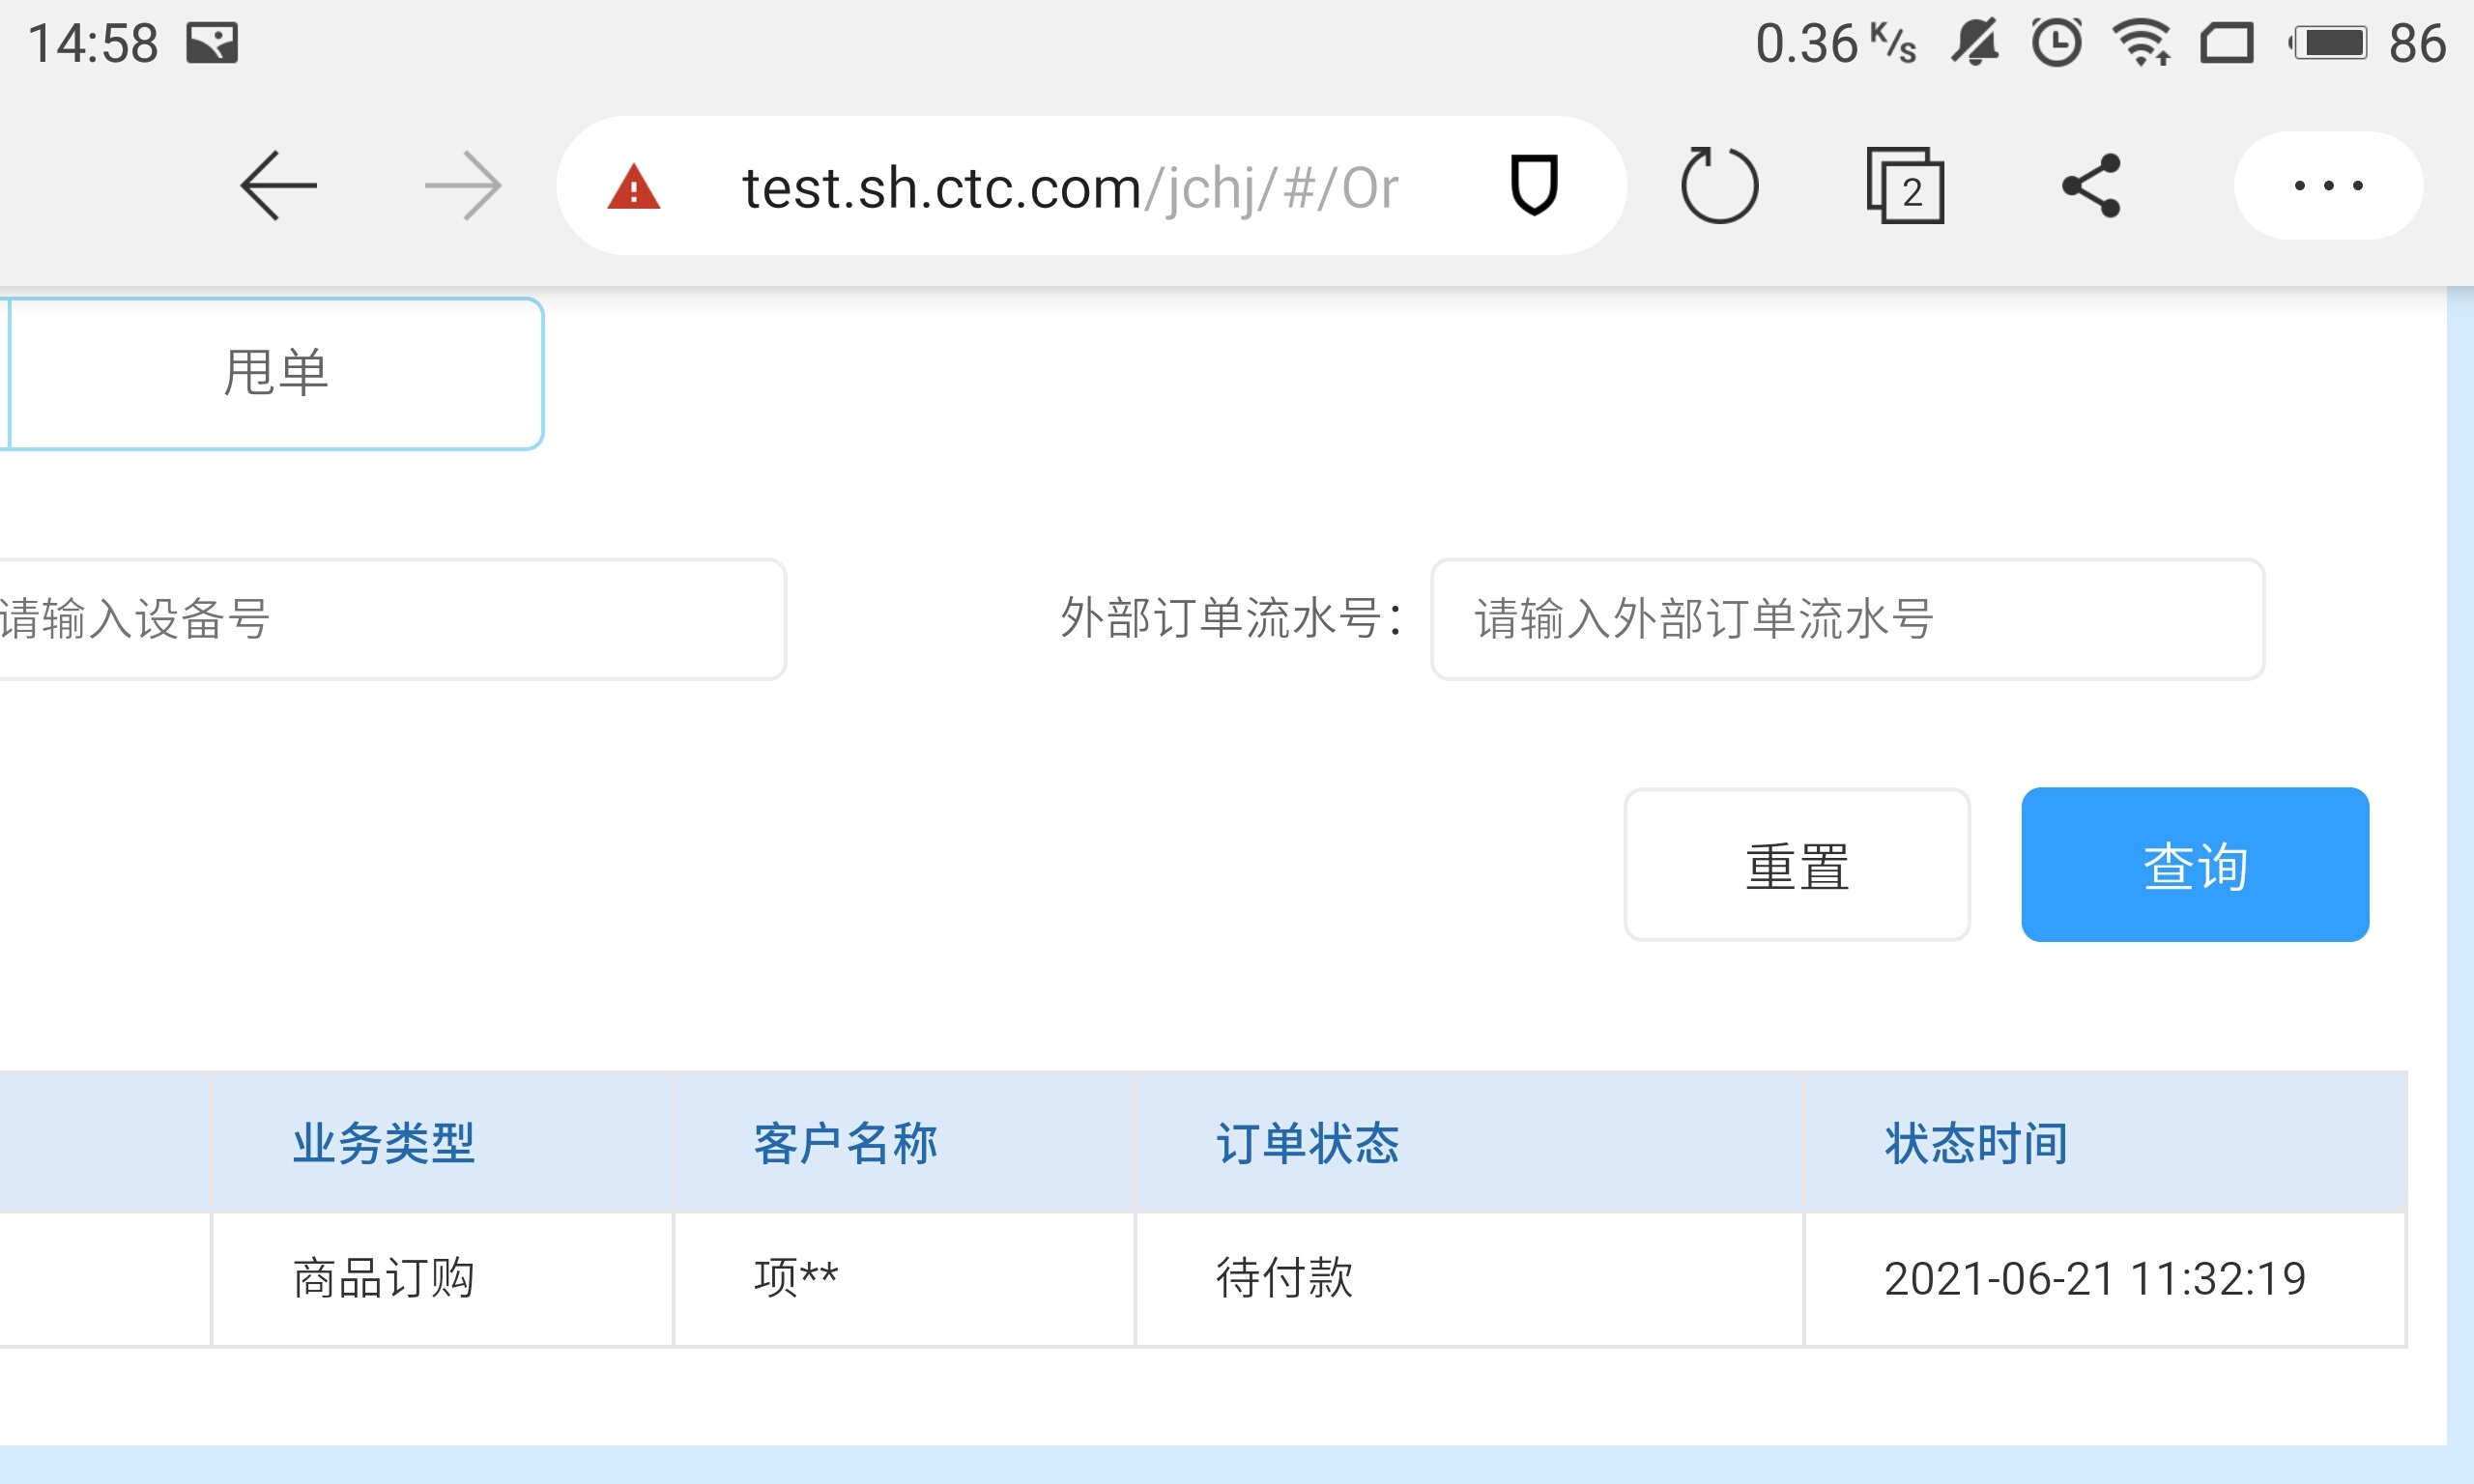 14:58 0.36 K/s 86
test.sh.ctc.com/jchj/#/Or 2
甩单
请输入设备号 外部订单流水号： 请输入外部订单流水号
重置 查询
业务类型 客户名称 订单状态 状态时间
商品订购 项** 待付款 2021-06-21 11:32:19